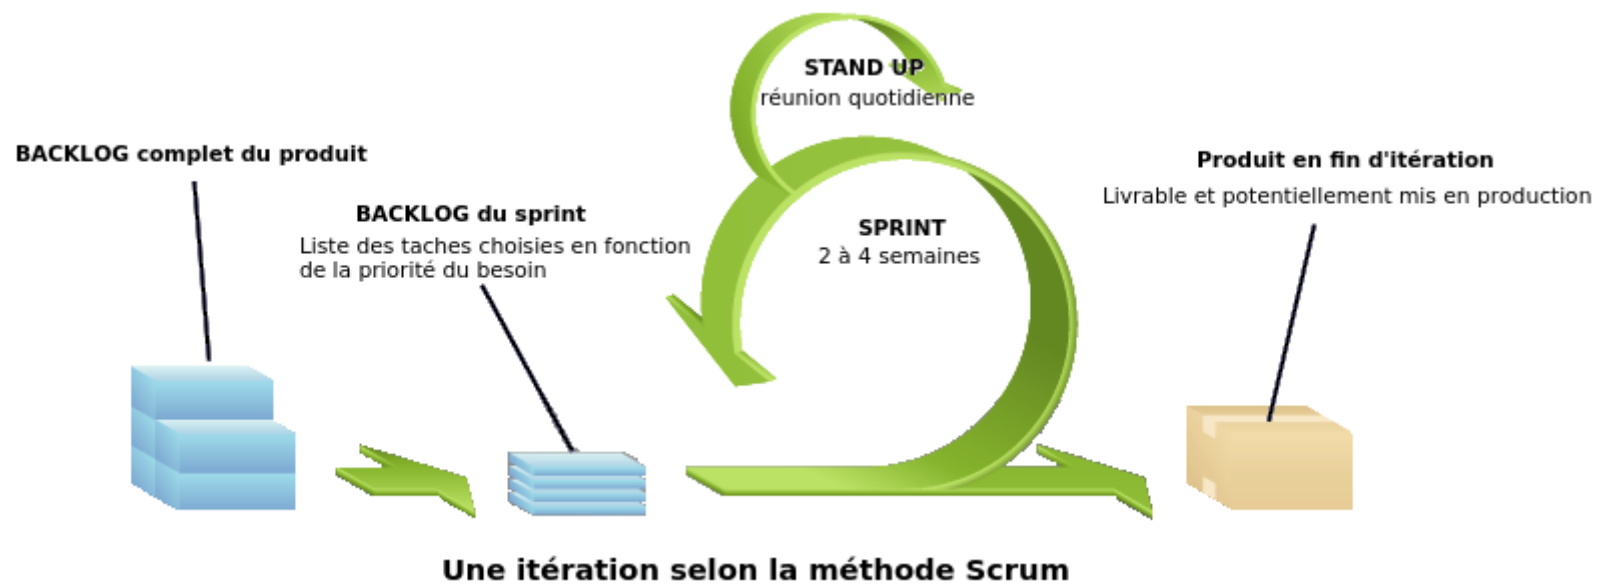 STAND UP
réunion quotidienne
BACKLOG complet du produit
Produit en fin d'itération
Livrable et potentiellement mis en production
BACKLOG du sprint
Liste des taches choisies en fonction
de la priorité du besoin
SPRINT
2 à 4 semaines
Une itération selon la méthode Scrum